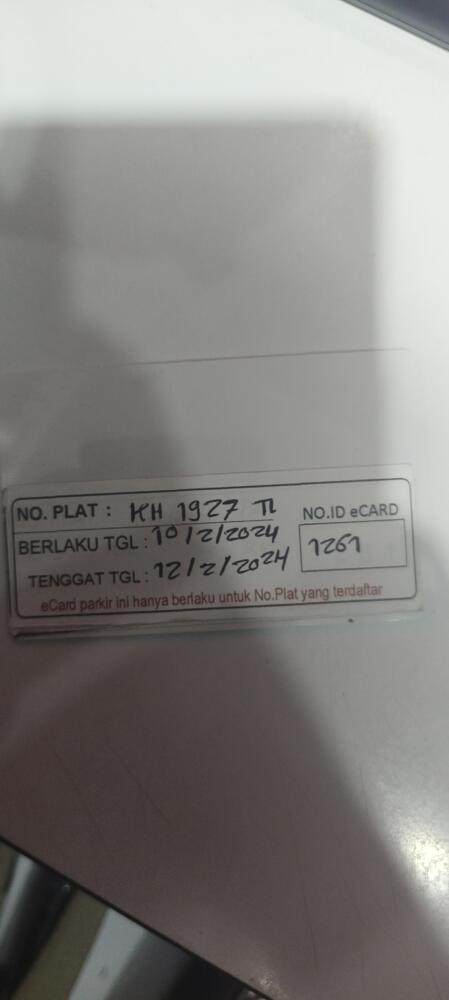 NO. PLAT : KH 1927 TL
NO.ID eCARD
BERLAKU TGL : 10/2/2024
1261
TENGGAT TGL : 12/2/2024
eCard parkir ini hanya berlaku untuk No.Plat yang terdaftar